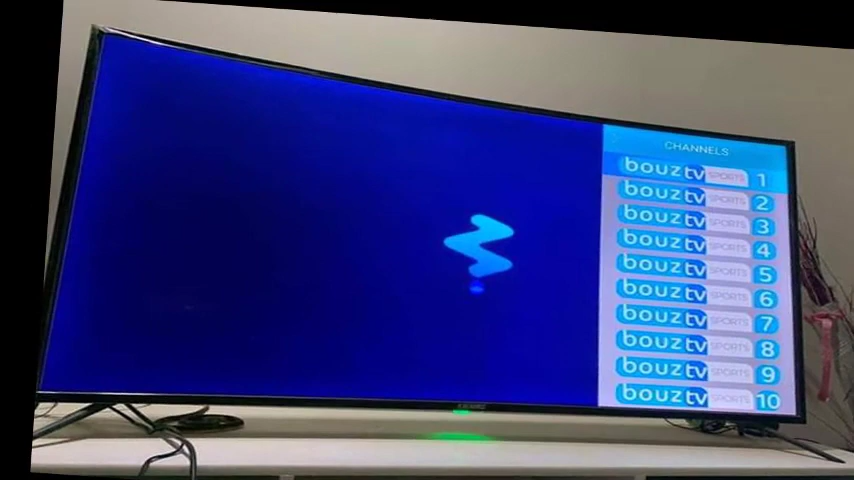 CHANNELS
bouz tv SPORTS 1
bouz tv SPORTS 2
bouz tv SPORTS 3
bouz tv SPORTS 4
bouz tv SPORTS 5
bouz tv SPORTS 6
bouz tv SPORTS 7
bouz tv SPORTS 8
bouz tv SPORTS 9
bouz tv SPORTS 10